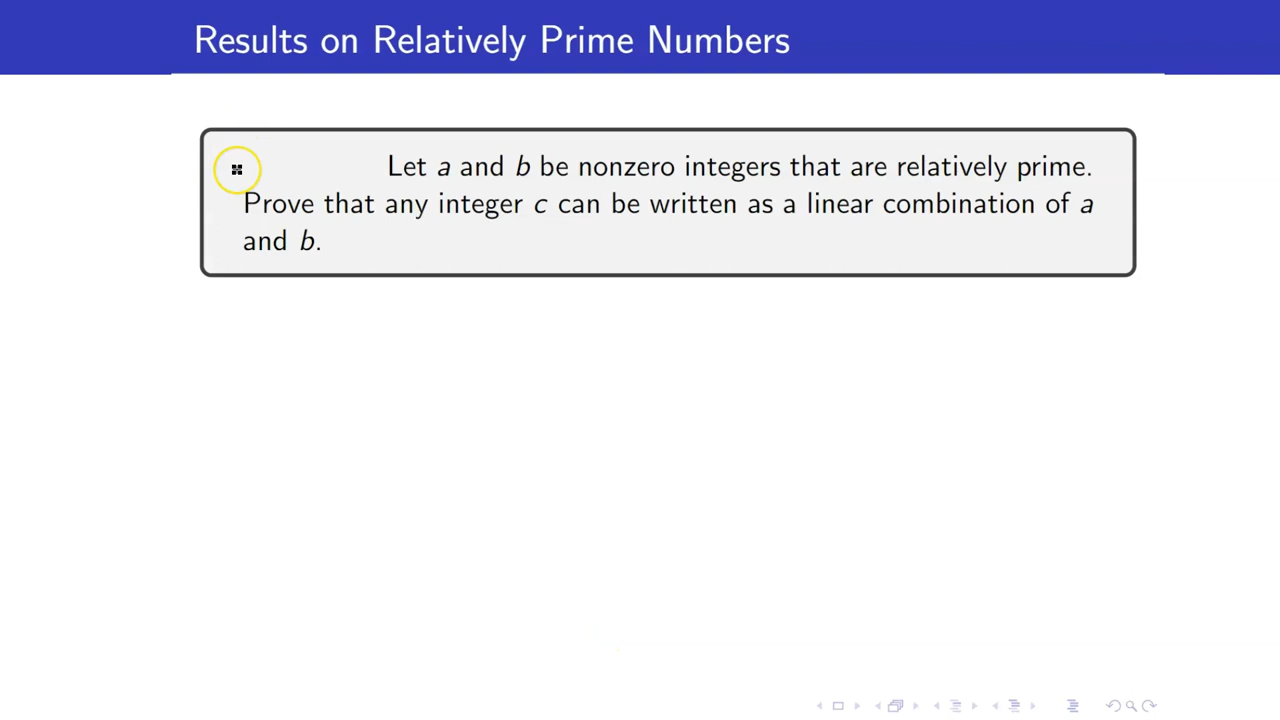 Results on Relatively Prime Numbers
Let a and b be nonzero integers that are relatively prime.
Prove that any integer c can be written as a linear combination of a
and b.